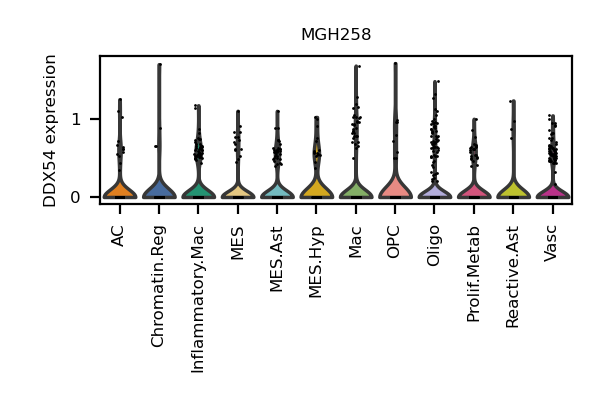 MGH258
DDX54 expression
1
0
AC
Chromatin.Reg
Inflammatory.Mac
MES
MES.Ast
MES.Hyp
Mac
OPC
Oligo
Prolif.Metab
Reactive.Ast
Vasc